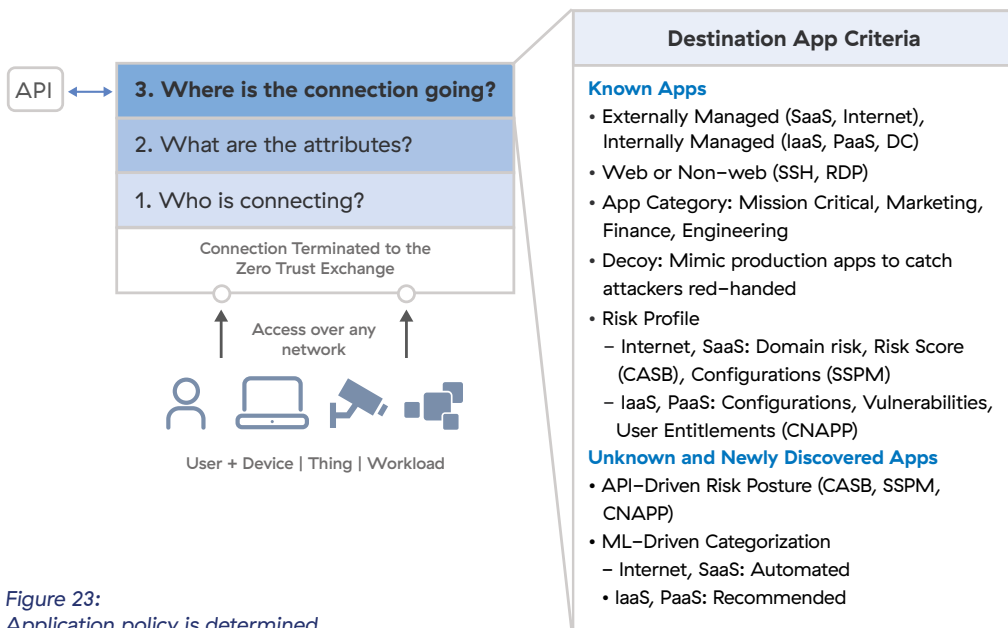 API
3. Where is the connection going?
2. What are the attributes?
1. Who is connecting?
Connection Terminated to the
Zero Trust Exchange
Access over any
network
User + Device | Thing | Workload
Figure 23:
Application policy is determined
Destination App Criteria
Known Apps
• Externally Managed (SaaS, Internet),
Internally Managed (IaaS, PaaS, DC)
• Web or Non-web (SSH, RDP)
• App Category: Mission Critical, Marketing,
Finance, Engineering
• Decoy: Mimic production apps to catch
attackers red-handed
• Risk Profile
– Internet, SaaS: Domain risk, Risk Score
(CASB), Configurations (SSPM)
– IaaS, PaaS: Configurations, Vulnerabilities,
User Entitlements (CNAPP)
Unknown and Newly Discovered Apps
• API-Driven Risk Posture (CASB, SSPM,
CNAPP)
• ML-Driven Categorization
– Internet, SaaS: Automated
• IaaS, PaaS: Recommended